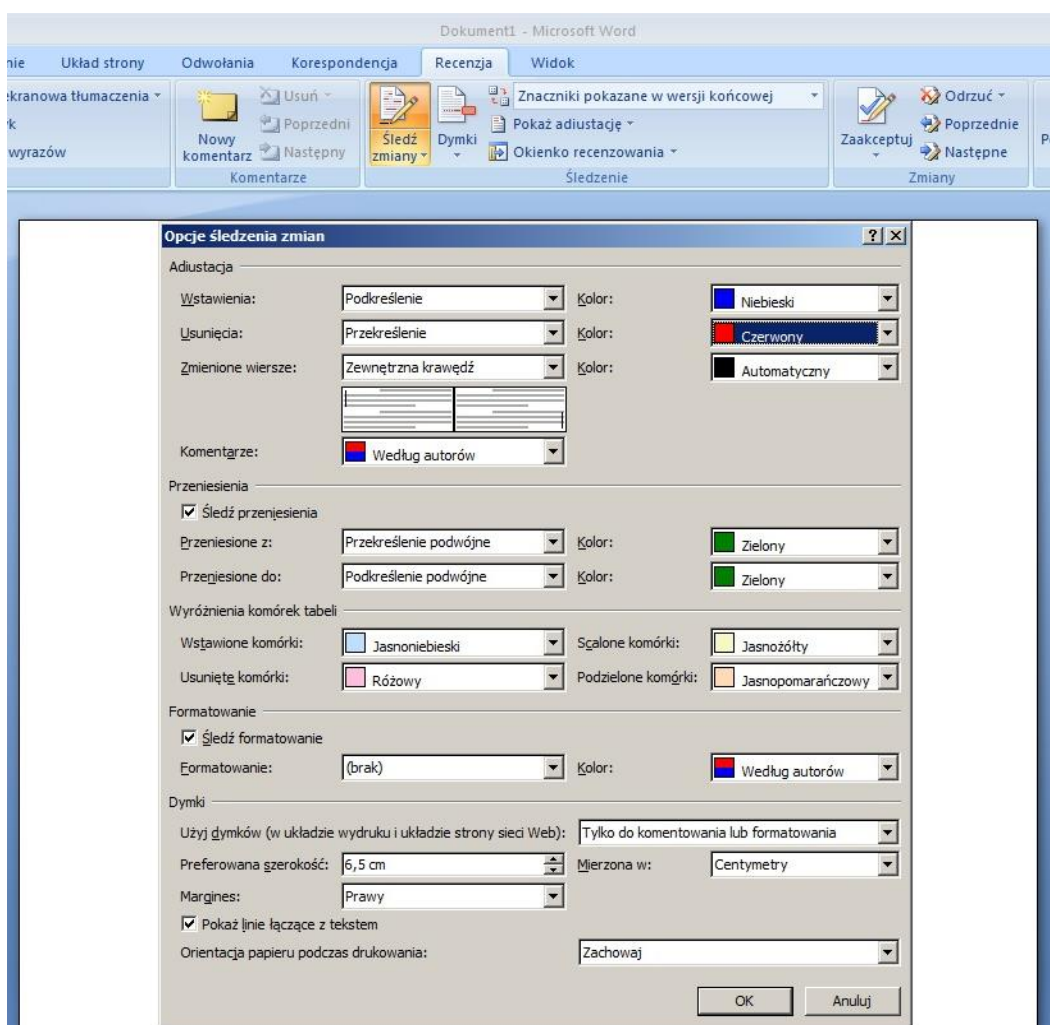 Dokument1 - Microsoft Word
nie Układ strony Odwołania Korespondencja Recenzja Widok
ekranowa tłumaczenia
wyrazów
Nowy komentarz
Usuń
Poprzedni
Następny
Komentarze
Śledź zmiany
Dymki
Znaczniki pokazane w wersji końcowej
Pokaż adiustację
Okienko recenzowania
Śledzenie
Zaakceptuj
Odrzuć
Poprzednie
Następne
Zmiany
Opcje śledzenia zmian
Adiustacja
Wstawienia: Podkreślenie Kolor: Niebieski
Usunięcia: Przekreślenie Kolor: Czerwony
Zmienione wiersze: Zewnętrzna krawędź Kolor: Automatyczny
Komentarze: Według autorów
Przeniesienia
Śledź przeniesienia
Przeniesione z: Przekreślenie podwójne Kolor: Zielony
Przeniesione do: Podkreślenie podwójne Kolor: Zielony
Wyróżnienia komórek tabeli
Wstawione komórki: Jasnoniebieski Scalone komórki: Jasnożółty
Usunięte komórki: Różowy Podzielone komórki: Jasnopomarańczowy
Formatowanie
Śledź formatowanie
Formatowanie: (brak) Kolor: Według autorów
Dymki
Użyj dymków (w układzie wydruku i układzie strony sieci Web): Tylko do komentowania lub formatowania
Preferowana szerokość: 6,5 cm Mierzona w: Centymetry
Margines: Prawy
Pokaż linie łączące z tekstem
Orientacja papieru podczas drukowania: Zachowaj
OK Anuluj